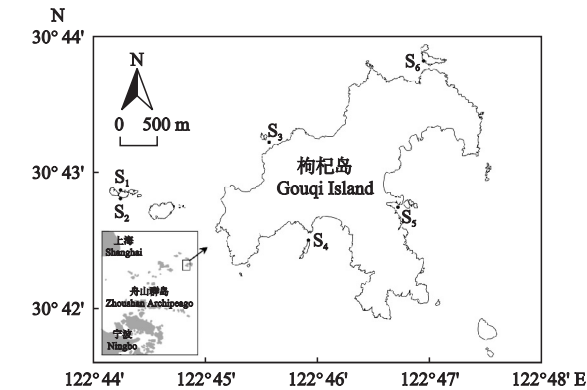 N
30° 44'
N
0 500 m
S6
S3
枸杞岛
Gouqi Island
30° 43'
S1
S2
S5
S4
上海
Shanghai
舟山群岛
Zhoushan Archipeago
30° 42'
宁波
Ningbo
122° 44' 122° 45' 122° 46' 122° 47' 122° 48' E